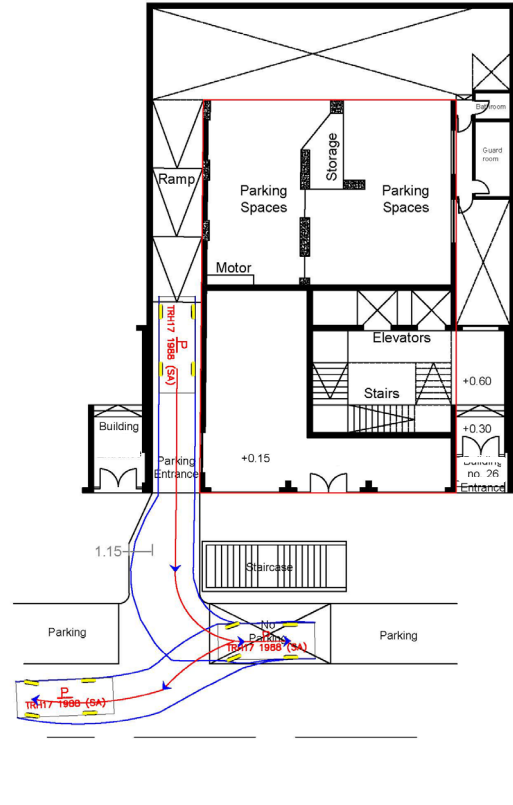 Bathroom
Guard
room
Ramp
Storage
Parking
Spaces
Parking
Spaces
Motor
P
TRH17 1988 (SA)
Elevators
Stairs
+0.60
+0.30
Building
Parking
Entrance
+0.15
Building
no. 26
Entrance
1.15
Staircase
Parking
No
Parking
Parking
P
TRH17 1988 (SA)
P
TRH17 1988 (SA)